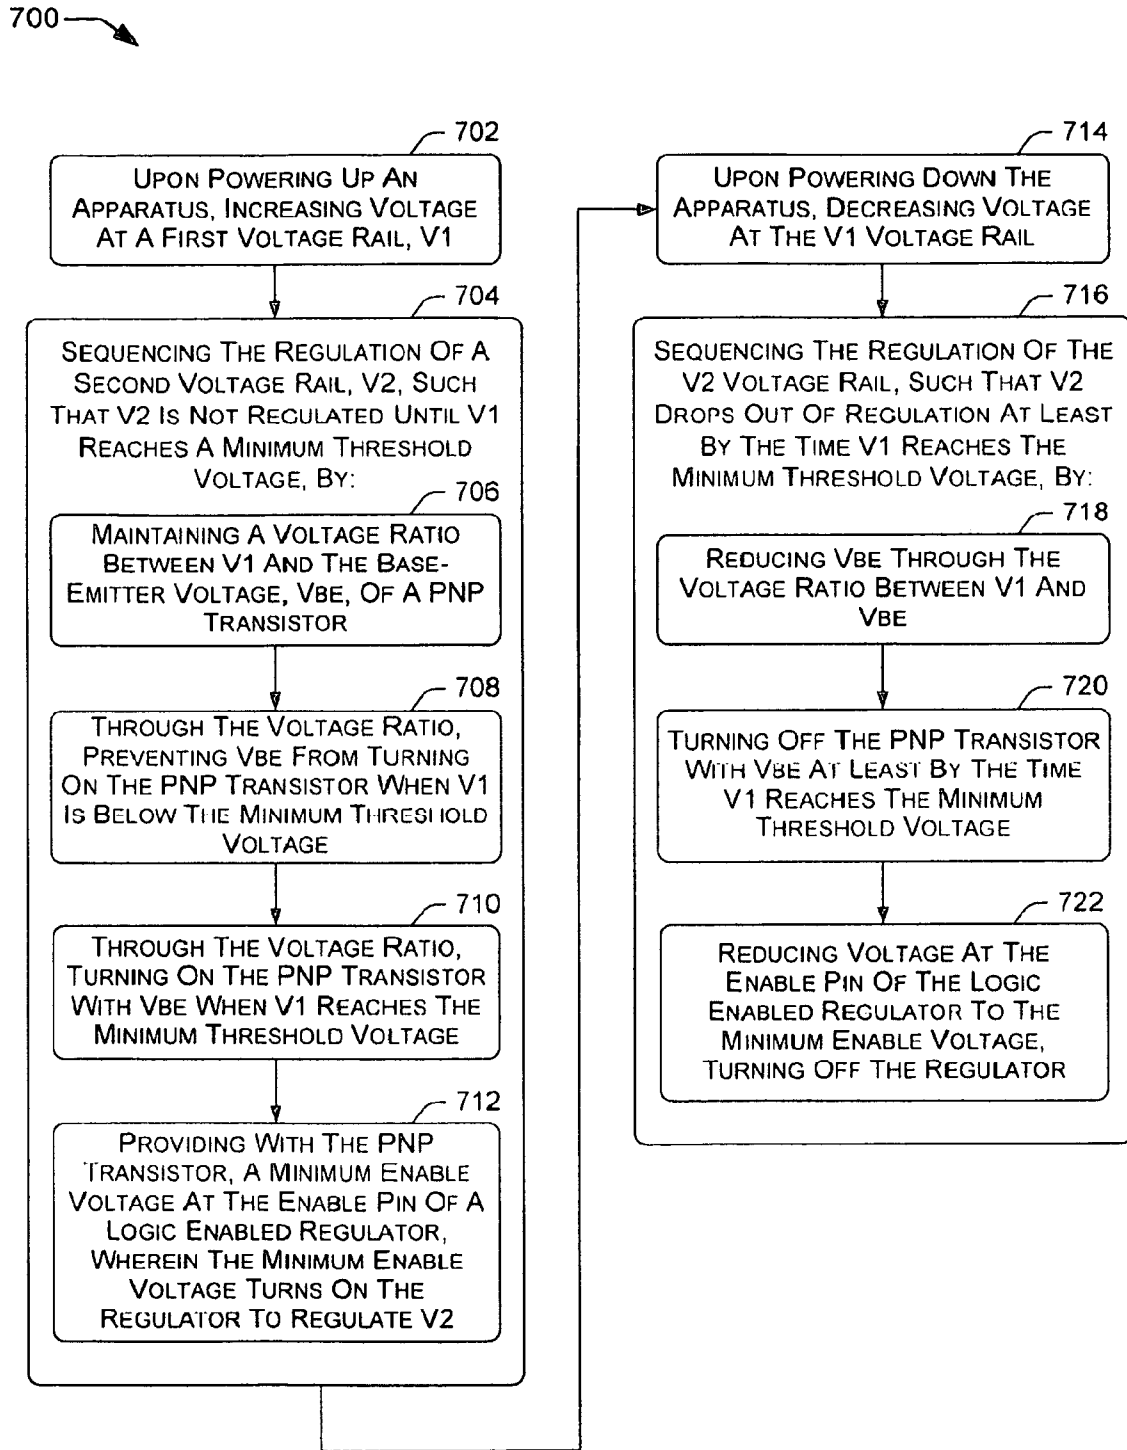 700
702
UPON POWERING UP AN
APPARATUS, INCREASING VOLTAGE
AT A FIRST VOLTAGE RAIL, V1
704
SEQUENCING THE REGULATION OF A
SECOND VOLTAGE RAIL, V2, SUCH
THAT V2 IS NOT REGULATED UNTIL V1
REACHES A MINIMUM THRESHOLD
VOLTAGE, BY:
706
MAINTAINING A VOLTAGE RATIO
BETWEEN V1 AND THE BASE-
EMITTER VOLTAGE, VBE, OF A PNP
TRANSISTOR
708
THROUGH THE VOLTAGE RATIO,
PREVENTING VBE FROM TURNING
ON THE PNP TRANSISTOR WHEN V1
IS BELOW THE MINIMUM THRESHOLD
VOLTAGE
710
THROUGH THE VOLTAGE RATIO,
TURNING ON THE PNP TRANSISTOR
WITH VBE WHEN V1 REACHES THE
MINIMUM THRESHOLD VOLTAGE
712
PROVIDING WITH THE PNP
TRANSISTOR, A MINIMUM ENABLE
VOLTAGE AT THE ENABLE PIN OF A
LOGIC ENABLED REGULATOR,
WHEREIN THE MINIMUM ENABLE
VOLTAGE TURNS ON THE
REGULATOR TO REGULATE V2
714
UPON POWERING DOWN THE
APPARATUS, DECREASING VOLTAGE
AT THE V1 VOLTAGE RAIL
716
SEQUENCING THE REGULATION OF THE
V2 VOLTAGE RAIL, SUCH THAT V2
DROPS OUT OF REGULATION AT LEAST
BY THE TIME V1 REACHES THE
MINIMUM THRESHOLD VOLTAGE, BY:
718
REDUCING VBE THROUGH THE
VOLTAGE RATIO BETWEEN V1 AND
VBE
720
TURNING OFF THE PNP TRANSISTOR
WITH VBE AT LEAST BY THE TIME
V1 REACHES THE MINIMUM
THRESHOLD VOLTAGE
722
REDUCING VOLTAGE AT THE
ENABLE PIN OF THE LOGIC
ENABLED REGULATOR TO THE
MINIMUM ENABLE VOLTAGE,
TURNING OFF THE REGULATOR